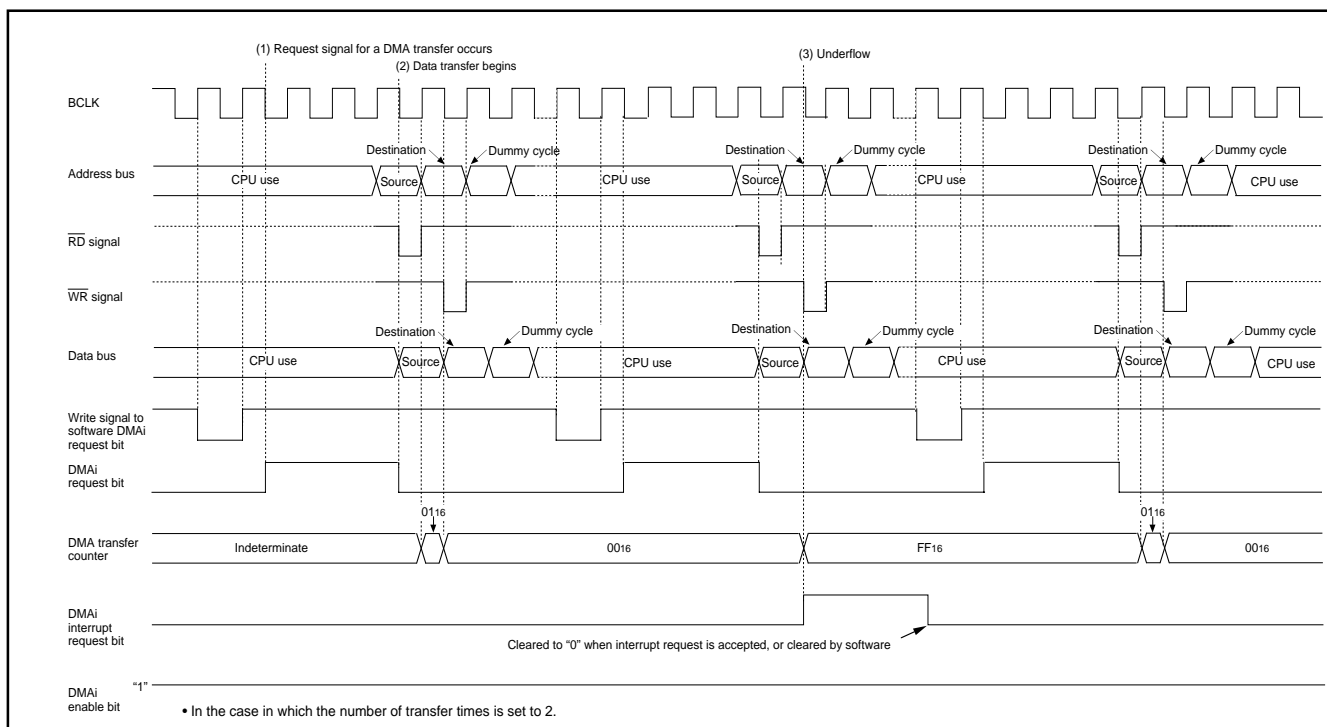 (1) Request signal for a DMA transfer occurs
(3) Underflow
(2) Data transfer begins
BCLK
Destination Dummy cycle Destination Dummy cycle Destination Dummy cycle
Address bus CPU use Source CPU use Source CPU use Source CPU use
RD signal
WR signal
Destination Dummy cycle Destination Dummy cycle Destination Dummy cycle
Data bus CPU use Source CPU use Source CPU use Source CPU use
Write signal to
software DMAi
request bit
DMAi
request bit
0116 0116
DMA transfer
counter
Indeterminate 0016 FF16 0016
DMAi
interrupt
request bit
Cleared to “0” when interrupt request is accepted, or cleared by software
“1”
DMAi
enable bit
• In the case in which the number of transfer times is set to 2.